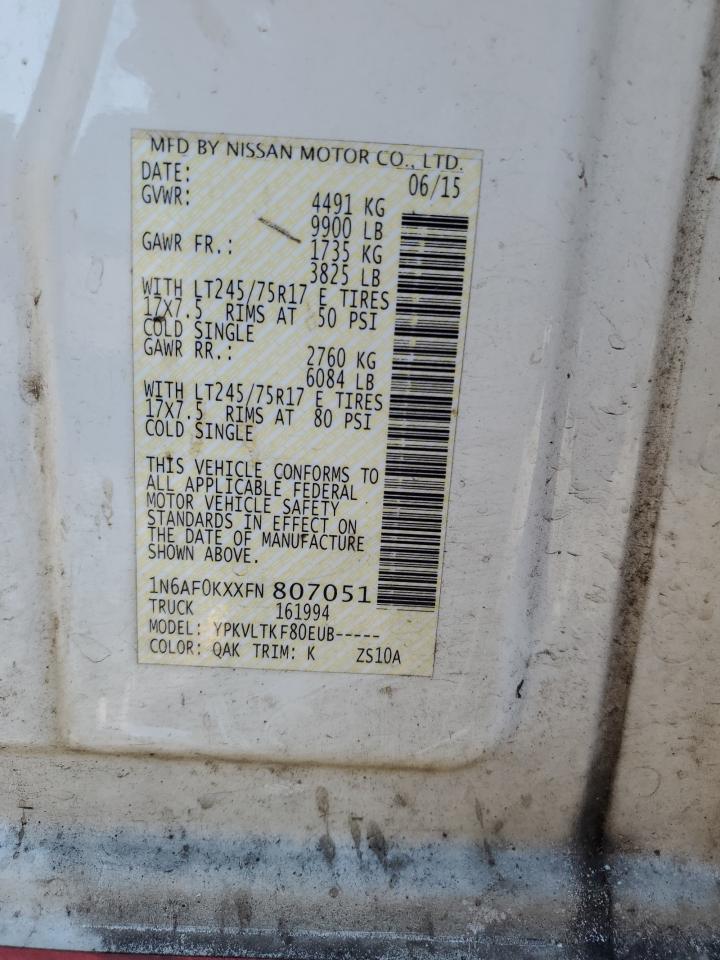 MFD BY NISSAN MOTOR CO., LTD.
DATE: 06/15
GVWR: 4491 KG
9900 LB
GAWR FR.: 1735 KG
3825 LB
WITH LT245/75R17 E TIRES
17X7.5 RIMS AT 50 PSI
COLD SINGLE
GAWR RR.: 2760 KG
6084 LB
WITH LT245/75R17 E TIRES
17X7.5 RIMS AT 80 PSI
COLD SINGLE
THIS VEHICLE CONFORMS TO
ALL APPLICABLE FEDERAL
MOTOR VEHICLE SAFETY
STANDARDS IN EFFECT ON
THE DATE OF MANUFACTURE
SHOWN ABOVE.
1N6AF0KXXFN 807051
TRUCK 161994
MODEL: YPKVLTKF80EUB-----
COLOR: QAK TRIM: K ZS10A